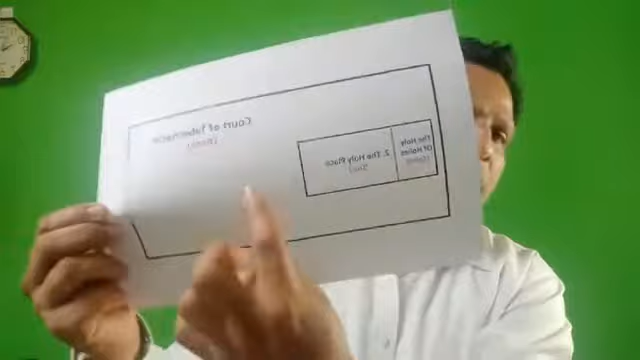 Court of Tabernacle
2. The Holy Place
The Holy
Of Holies